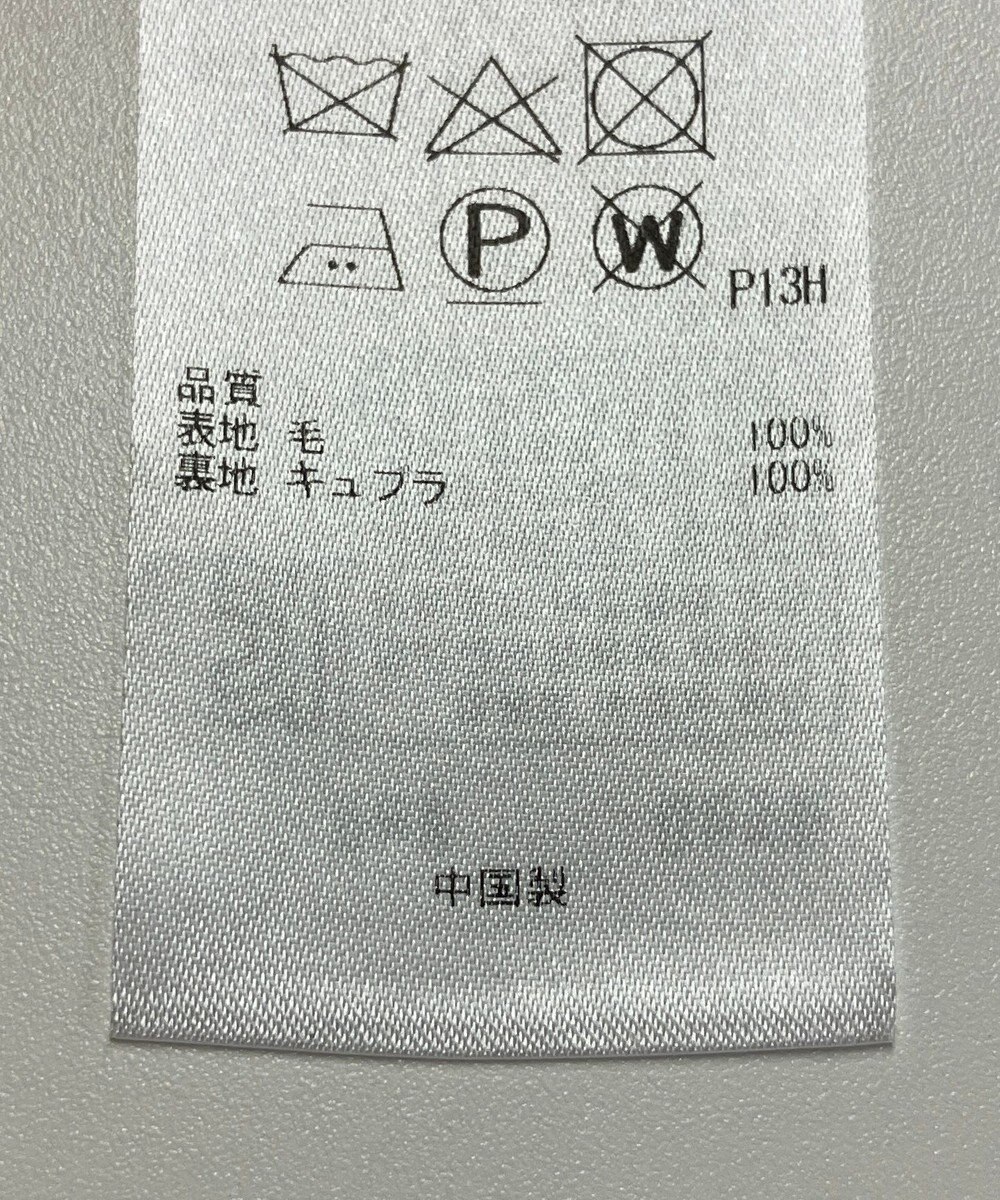 P W P13H
品質
表地 毛 100%
裏地 キュプラ 100%
中国製